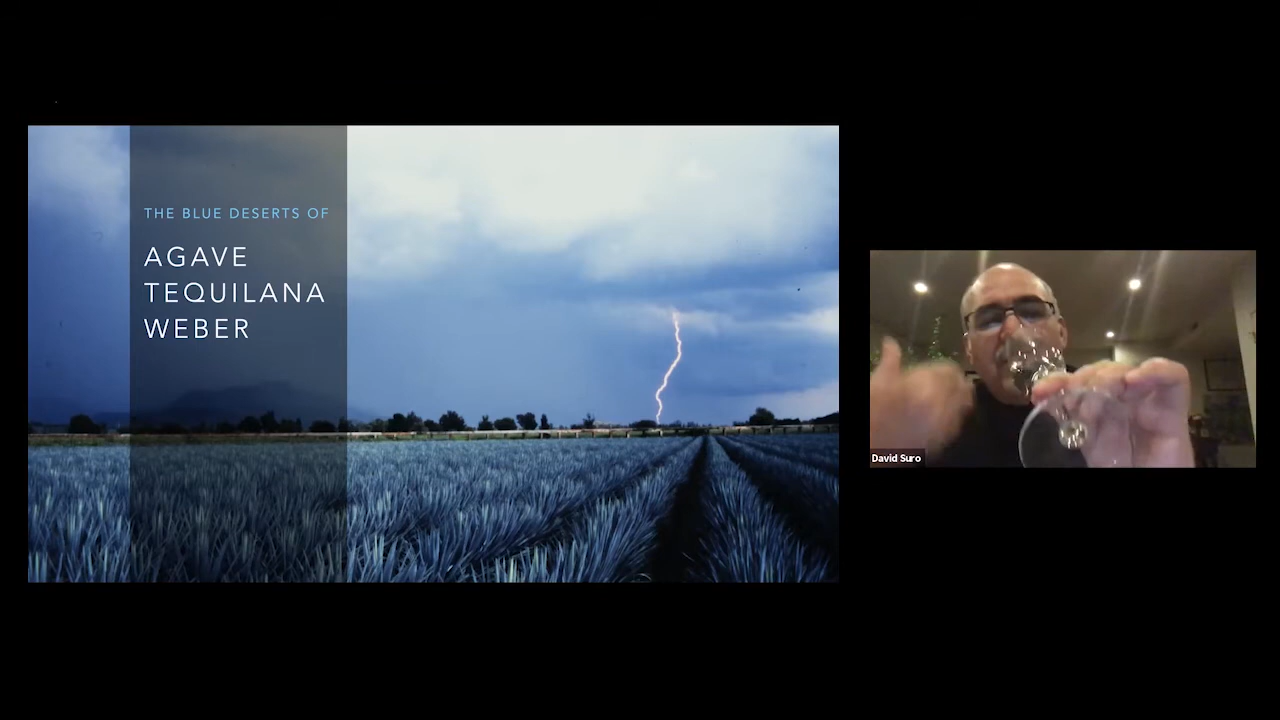 THE BLUE DESERTS OF
AGAVE
TEQUILANA
WEBER
David Suro